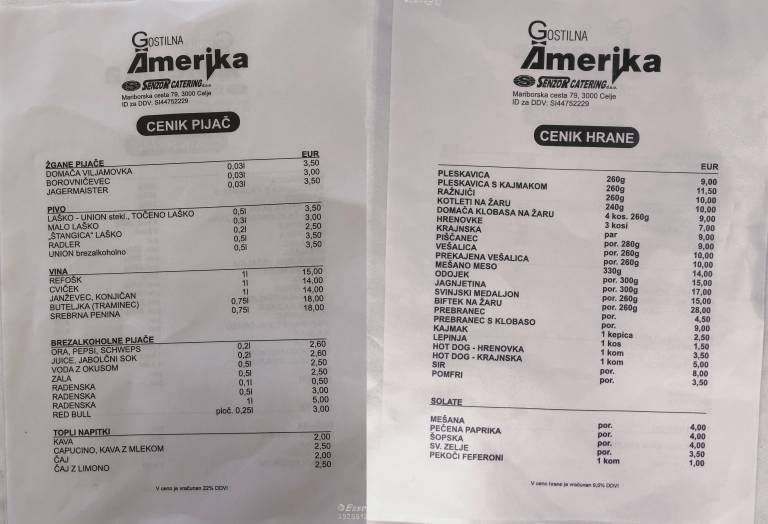 GOSTILNA
Amerika
SENZOR CATERING d.o.o.
Mariborska cesta 79, 3000 Celje
ID za DDV: SI44752229
CENIK PIJAČ
EUR
ŽGANE PIJAČE
DOMAČA VILJAMOVKA 0,03l 3,50
BOROVNIČEVEC 0,03l 3,00
JAGERMAISTER 0,03l 3,50
PIVO
LAŠKO - UNION stekl., TOČENO LAŠKO 0,5l 3,50
MALO LAŠKO 0,3l 3,00
„ŠTANGICA“ LAŠKO 0,2l 2,50
RADLER 0,5l 3,50
UNION brezalkoholno 0,5l 3,50
VINA
REFOŠK 1l 15,00
CVIČEK 1l 14,00
JANŽEVEC, KONJIČAN 1l 14,00
BUTELJKA (TRAMINEC) 0,75l 18,00
SREBRNA PENINA 0,75l 18,00
BREZALKOHOLNE PIJAČE
ORA, PEPSI, SCHWEPS 0,2l 2,60
JUICE, JABOLČNI SOK 0,2l 2,60
VODA Z OKUSOM 0,5l 2,50
ZALA 0,5l 2,50
RADENSKA 0,1l 0,50
RADENSKA 0,5l 3,00
RADENSKA 1l 5,00
RED BULL ploč. 0,25l 3,00
TOPLI NAPITKI
KAVA 2,00
CAPUCINO, KAVA Z MLEKOM 2,50
ČAJ 2,00
ČAJ Z LIMONO 2,50
V ceno je vračunan 22% DDV!
GOSTILNA
Amerika
SENZOR CATERING d.o.o.
Mariborska cesta 79, 3000 Celje
ID za DDV: SI44752229
CENIK HRANE
EUR
PLESKAVICA 260g 9,00
PLESKAVICA S KAJMAKOM 260g 11,50
RAŽNJIČI 260g 10,00
KOTLETI NA ŽARU 240g 10,00
DOMAČA KLOBASA NA ŽARU 4 kos. 260g 9,00
HRENOVKE 3 kosi 7,00
KRAJNSKA par 9,00
PIŠČANEC por. 280g 9,00
VEŠALICA por. 260g 10,00
PREKAJENA VEŠALICA por. 260g 10,00
MEŠANO MESO 330g 14,00
ODOJEK por. 300g 15,00
JAGNJETINA por. 300g 17,00
SVINJSKI MEDALJON por. 260g 15,00
BIFTEK NA ŽARU por. 260g 28,00
PREBRANEC por. 4,50
PREBRANEC S KLOBASO por. 9,00
KAJMAK 1 kepica 2,50
LEPINJA 1 kos 1,50
HOT DOG - HRENOVKA 1 kom 3,50
HOT DOG - KRAJNSKA 1 kom 5,00
SIR por. 8,00
POMFRI por. 3,50
SOLATE
MEŠANA por. 4,00
PEČENA PAPRIKA por. 4,00
ŠOPSKA por. 4,00
SV. ZELJE por. 3,50
PEKOČI FEFERONI 1 kom 1,00
V ceno hrane je vračunan 9,5% DDV!